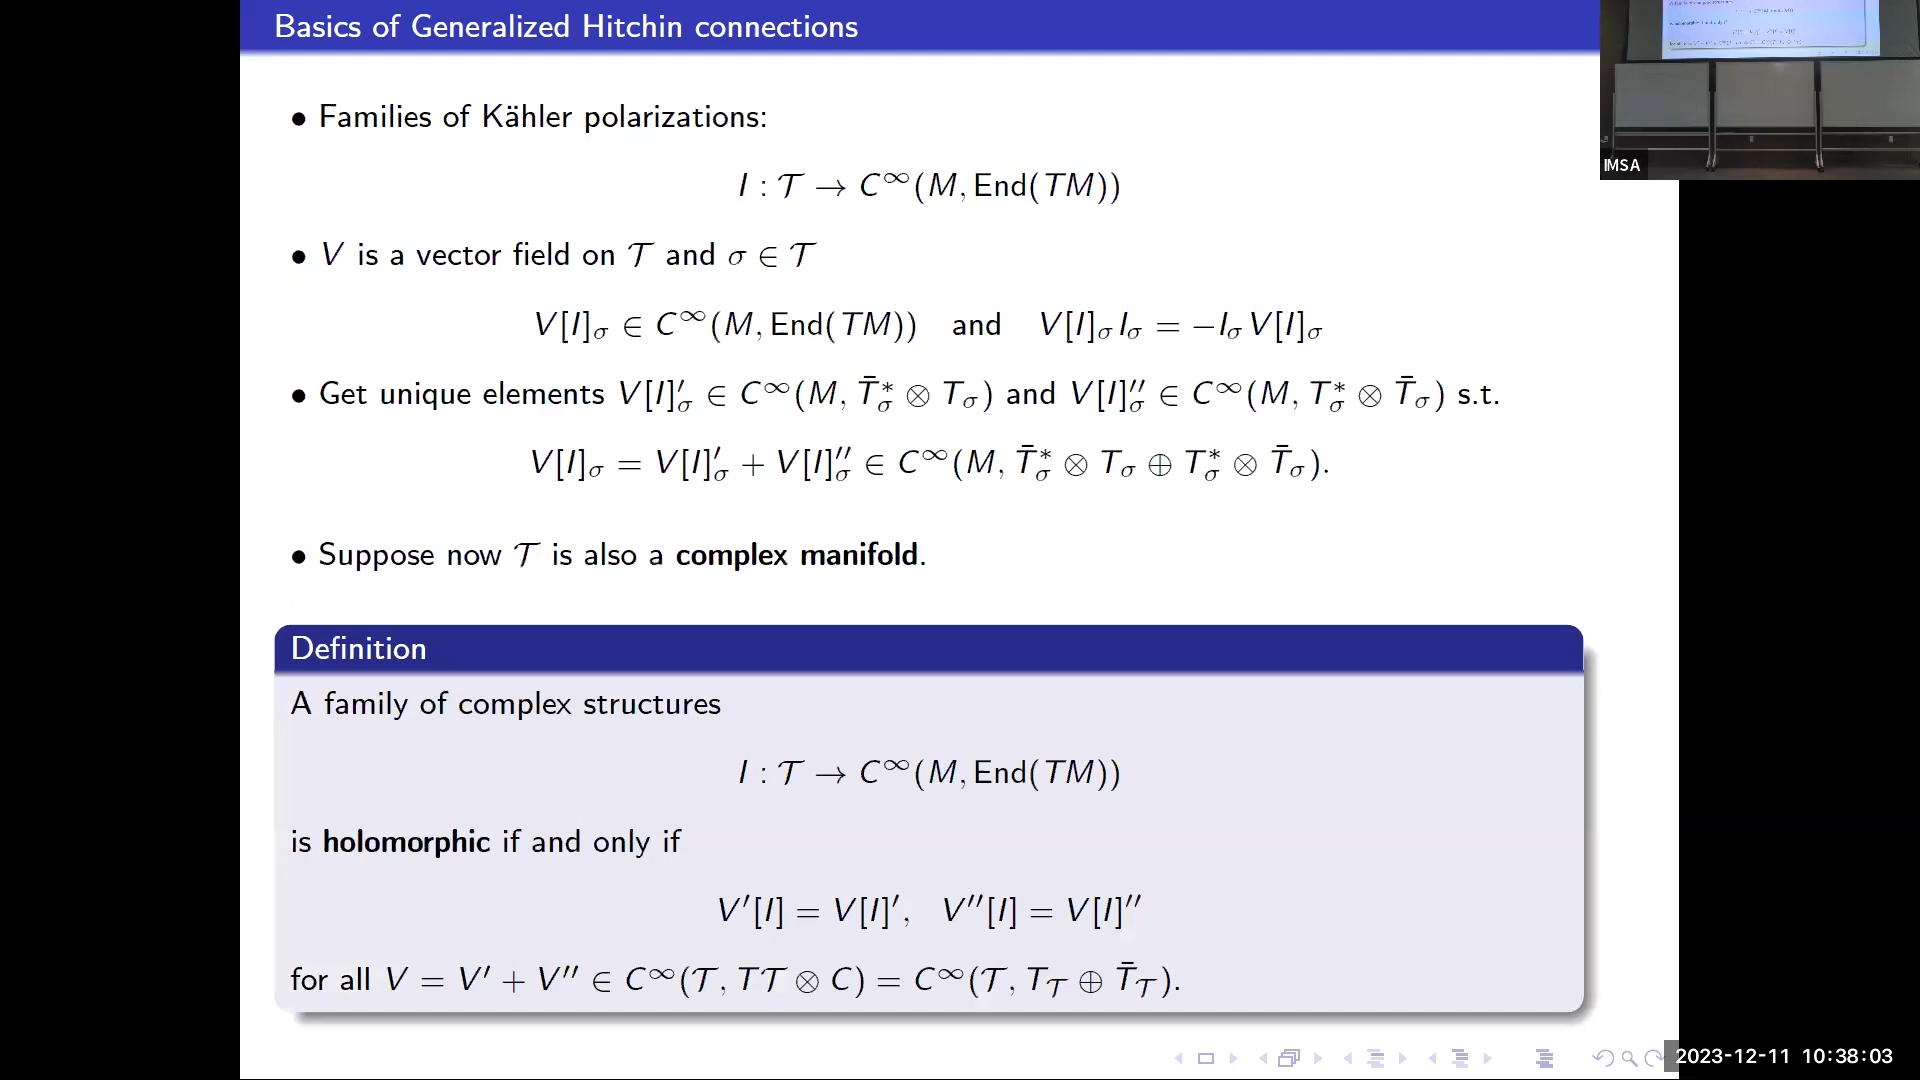 Basics of Generalized Hitchin connections
• Families of Kähler polarizations:
I : 𝒯 → C^∞(M, End(TM))
• V is a vector field on 𝒯 and σ ∈ 𝒯
V[I]_σ ∈ C^∞(M, End(TM)) and V[I]_σ I_σ = −I_σ V[I]_σ
• Get unique elements V[I]′_σ ∈ C^∞(M, T̄*_σ ⊗ T_σ) and V[I]″_σ ∈ C^∞(M, T*_σ ⊗ T̄_σ) s.t.
V[I]_σ = V[I]′_σ + V[I]″_σ ∈ C^∞(M, T̄*_σ ⊗ T_σ ⊕ T*_σ ⊗ T̄_σ).
• Suppose now 𝒯 is also a complex manifold.
Definition
A family of complex structures
I : 𝒯 → C^∞(M, End(TM))
is holomorphic if and only if
V′[I] = V[I]′, V″[I] = V[I]″
for all V = V′ + V″ ∈ C^∞(𝒯, T𝒯 ⊗ C) = C^∞(𝒯, T_𝒯 ⊕ T̄_𝒯).
IMSA
2023-12-11 10:38:03